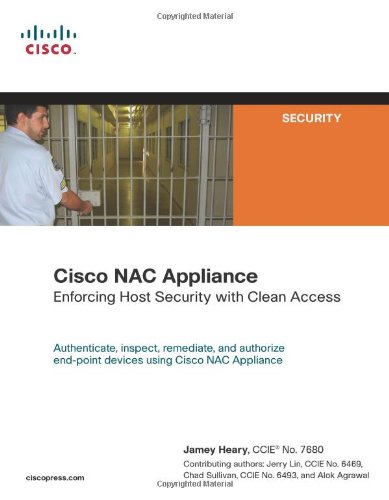 Copyrighted Material
CISCO.
SECURITY
Cisco NAC Appliance
Enforcing Host Security with Clean Access
Authenticate, inspect, remediate, and authorize
end-point devices using Cisco NAC Appliance
Jamey Heary, CCIE® No. 7680
Contributing authors: Jerry Lin, CCIE No. 6469,
Chad Sullivan, CCIE No. 6493, and Alok Agrawal
ciscopress.com
Copyrighted Material